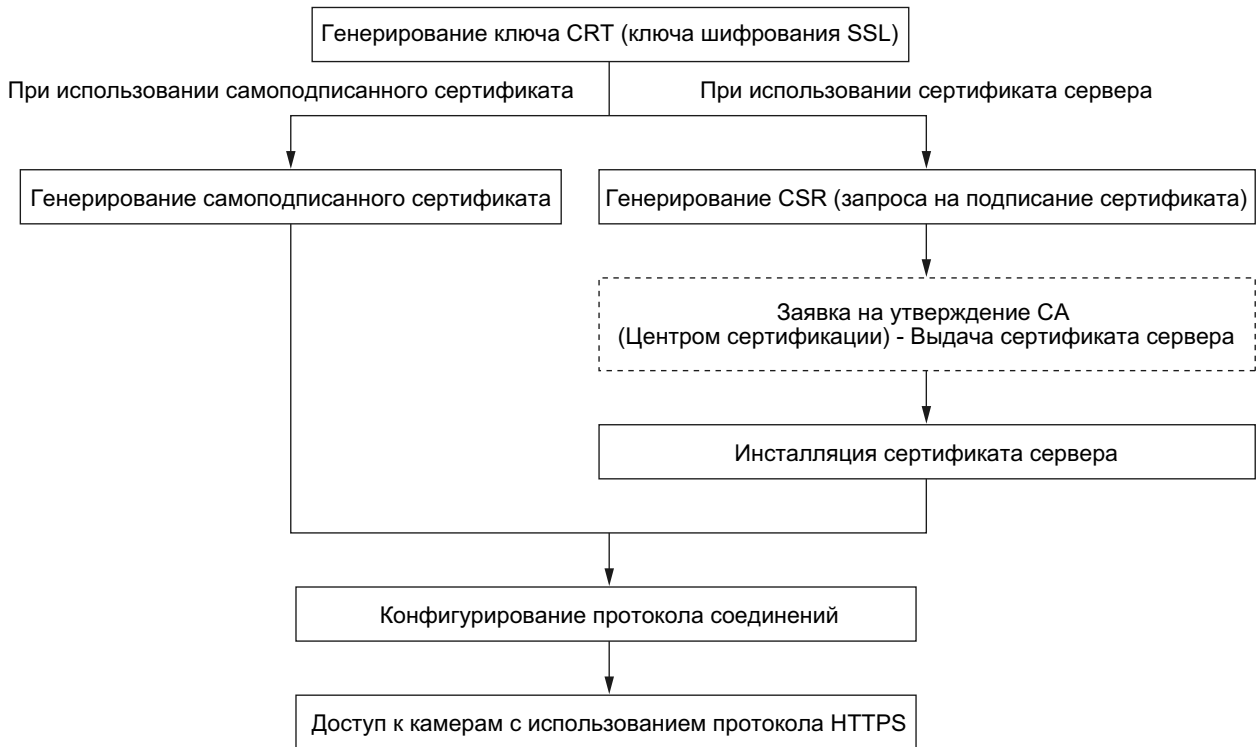 Генерирование ключа CRT (ключа шифрования SSL)
При использовании самоподписанного сертификата
При использовании сертификата сервера
Генерирование самоподписанного сертификата
Генерирование CSR (запроса на подписание сертификата)
Заявка на утверждение CA
(Центром сертификации) - Выдача сертификата сервера
Инсталляция сертификата сервера
Конфигурирование протокола соединений
Доступ к камерам с использованием протокола HTTPS